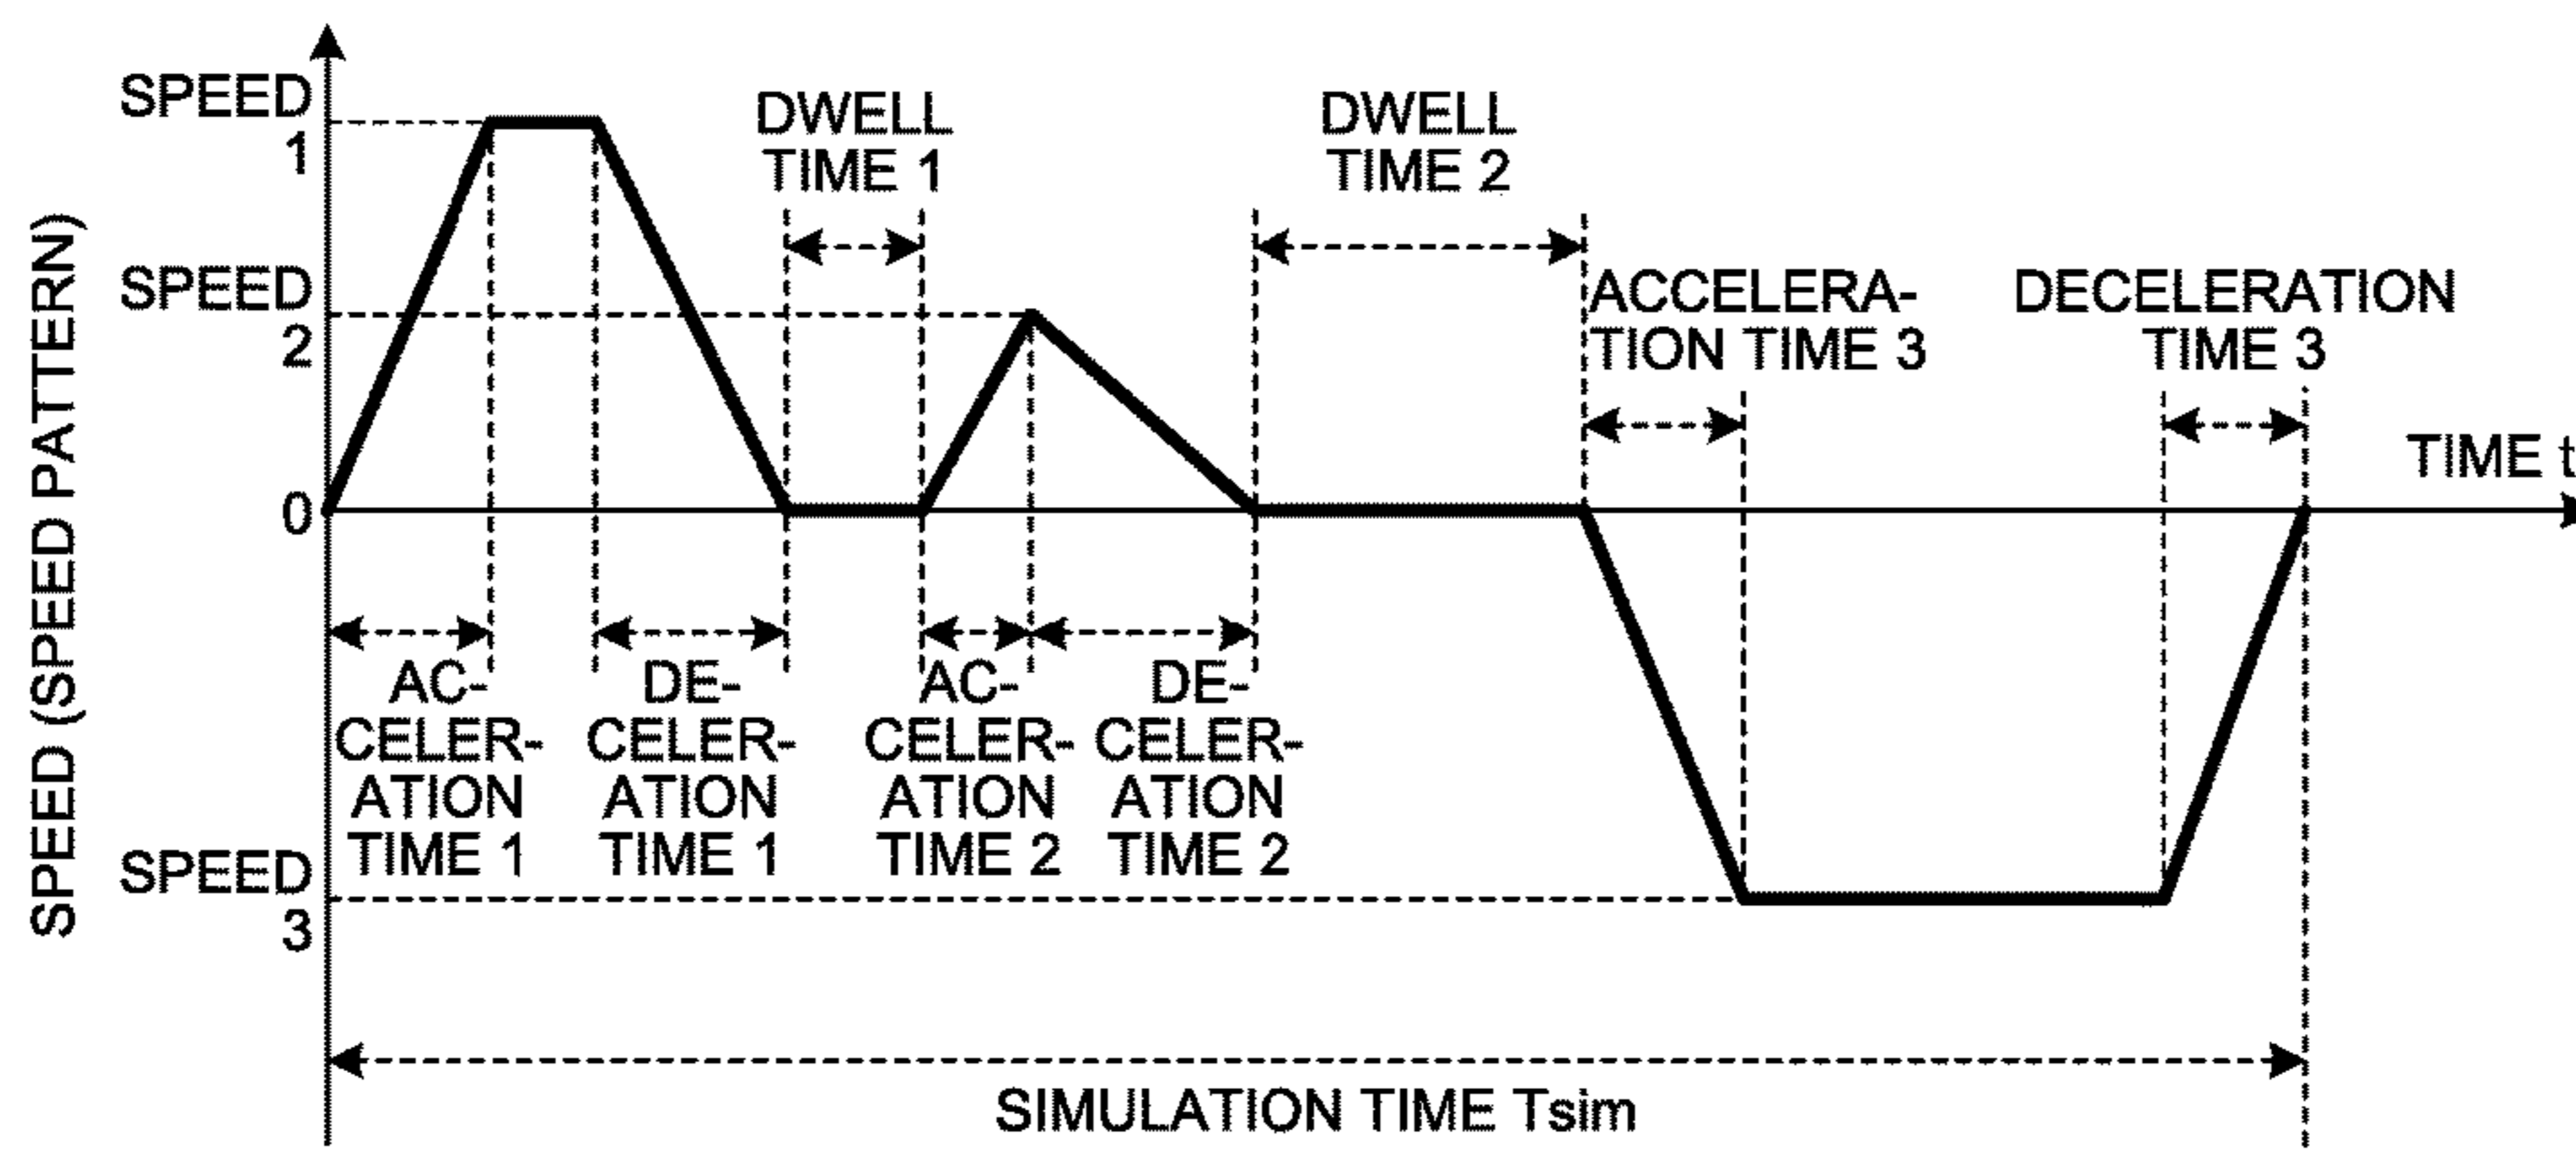 SPEED (SPEED PATTERN)
SPEED
1
SPEED
2
0
SPEED
3
DWELL
TIME 1
DWELL
TIME 2
ACCELERA-
TION TIME 3
DECELERATION
TIME 3
TIME t
AC-
CELER-
ATION
TIME 1
DE-
CELER-
ATION
TIME 1
AC-
CELER-
ATION
TIME 2
DE-
CELER-
ATION
TIME 2
SIMULATION TIME Tsim